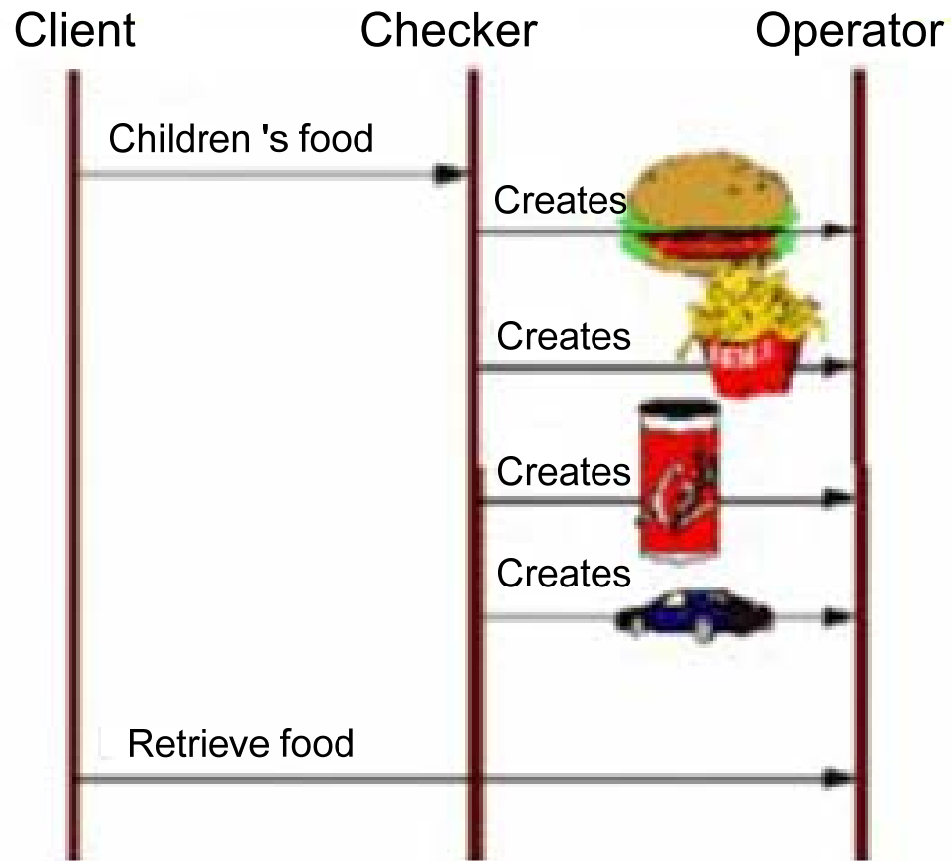 Client Checker Operator
Children 's food
Creates
Creates
Creates
Creates
Retrieve food